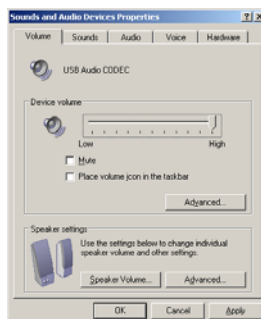 Sounds and Audio Devices Properties
Volume Sounds Audio Voice Hardware
USB Audio CODEC
Device volume
Low High
Mute
Place volume icon in the taskbar
Advanced...
Speaker settings
Use the settings below to change individual
speaker volume and other settings.
Speaker Volume... Advanced...
OK Cancel Apply